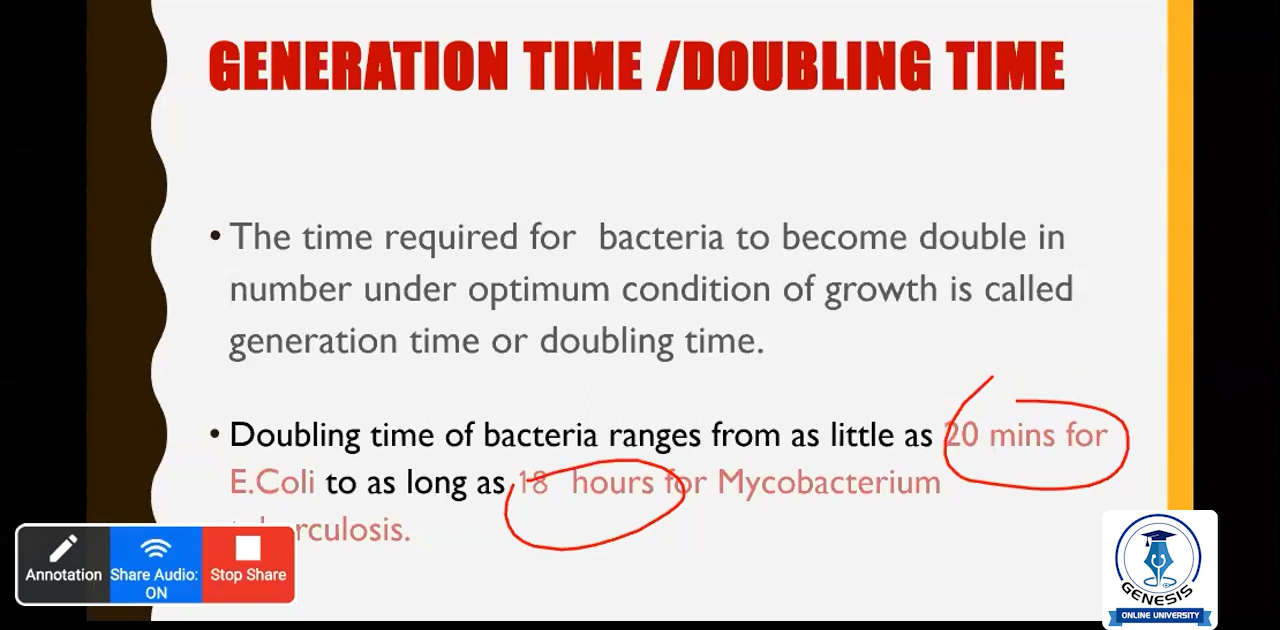 GENERATION TIME /DOUBLING TIME
• The time required for bacteria to become double in
number under optimum condition of growth is called
generation time or doubling time.
• Doubling time of bacteria ranges from as little as 20 mins for
E.Coli to as long as 18 hours for Mycobacterium
rculosis.
Annotation
Share Audio:
ON
Stop Share
GENESIS
ONLINE UNIVERSITY